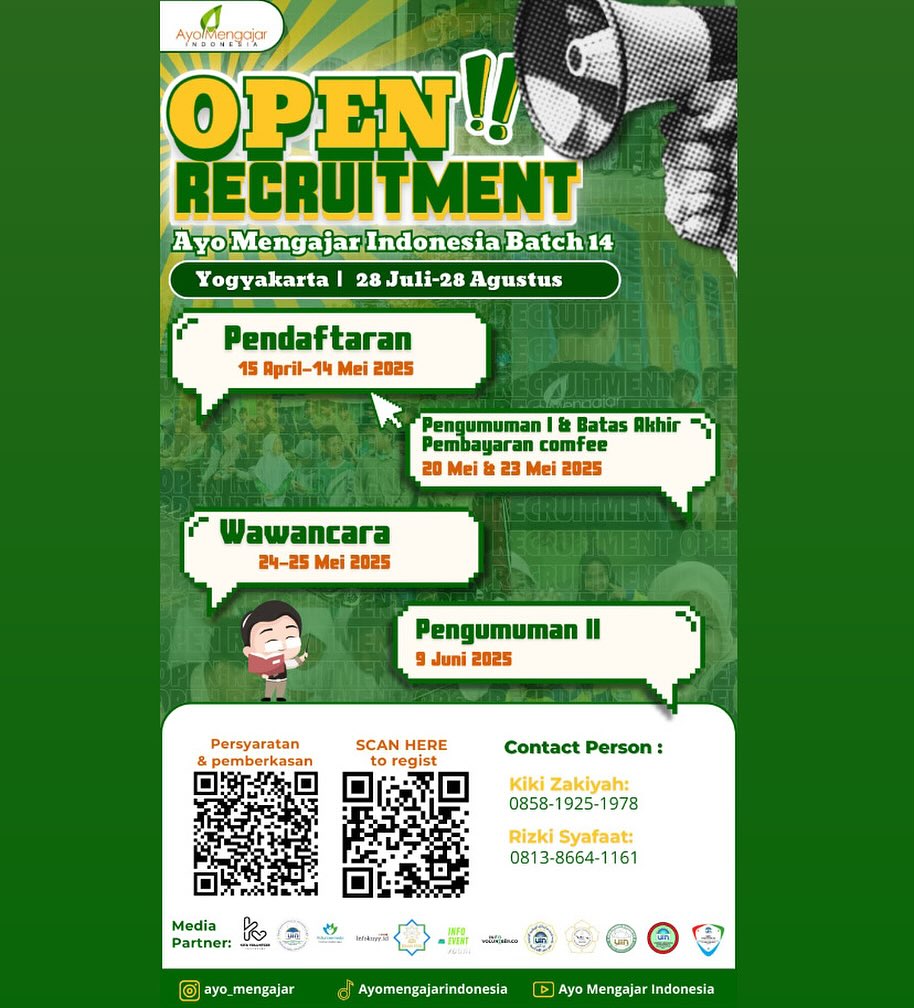 Ayo Mengajar
INDONESIA
OPEN!!
RECRUITMENT
Ayo Mengajar Indonesia Batch 14
Yogyakarta | 28 Juli-28 Agustus
Pendaftaran
15 April-14 Mei 2025
Pengumuman I & Batas Akhir
Pembayaran comfee
20 Mei & 23 Mei 2025
Wawancara
24-25 Mei 2025
Pengumuman II
9 Juni 2025
Persyaratan
& pemberkasan
SCAN HERE
to regist
Contact Person :
Kiki Zakiyah:
0858-1925-1978
Rizki Syafaat:
0813-8664-1161
Media
Partner:
INFO
EVENT
ayo_mengajar
Ayomengajarindonesia
Ayo Mengajar Indonesia